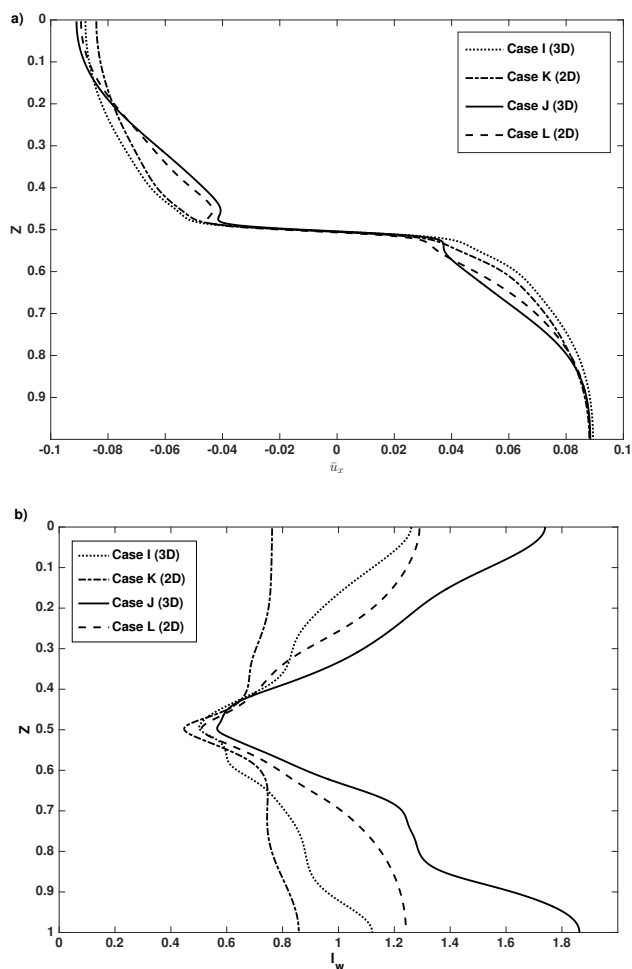 a)
0
0.1
0.2
0.3
0.4
0.5
0.6
0.7
0.8
0.9
Z
Case I (3D)
Case K (2D)
Case J (3D)
Case L (2D)
-0.1 -0.08 -0.06 -0.04 -0.02 0 0.02 0.04 0.06 0.08 0.1
ūₓ
b)
0
0.1
0.2
0.3
0.4
0.5
0.6
0.7
0.8
0.9
1
Z
Case I (3D)
Case K (2D)
Case J (3D)
Case L (2D)
0 0.2 0.4 0.6 0.8 1 1.2 1.4 1.6 1.8
I_w